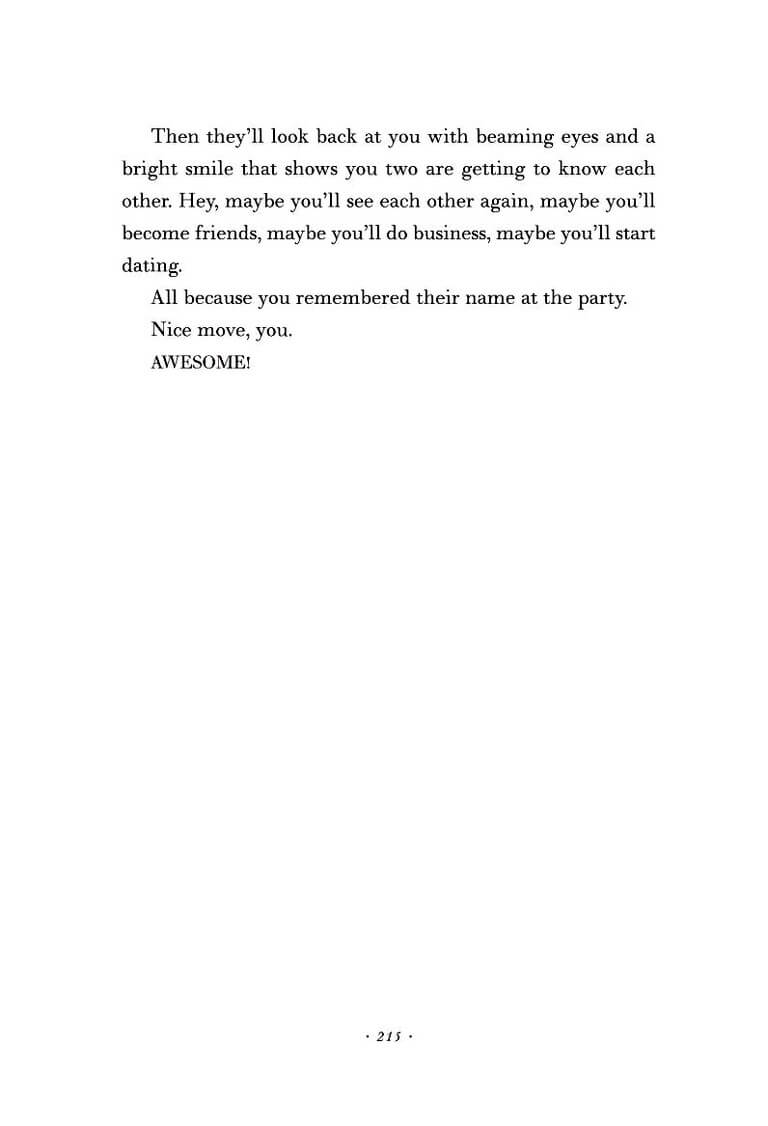 Then they’ll look back at you with beaming eyes and a
bright smile that shows you two are getting to know each
other. Hey, maybe you’ll see each other again, maybe you’ll
become friends, maybe you’ll do business, maybe you’ll start
dating.
All because you remembered their name at the party.
Nice move, you.
AWESOME!
· 215 ·